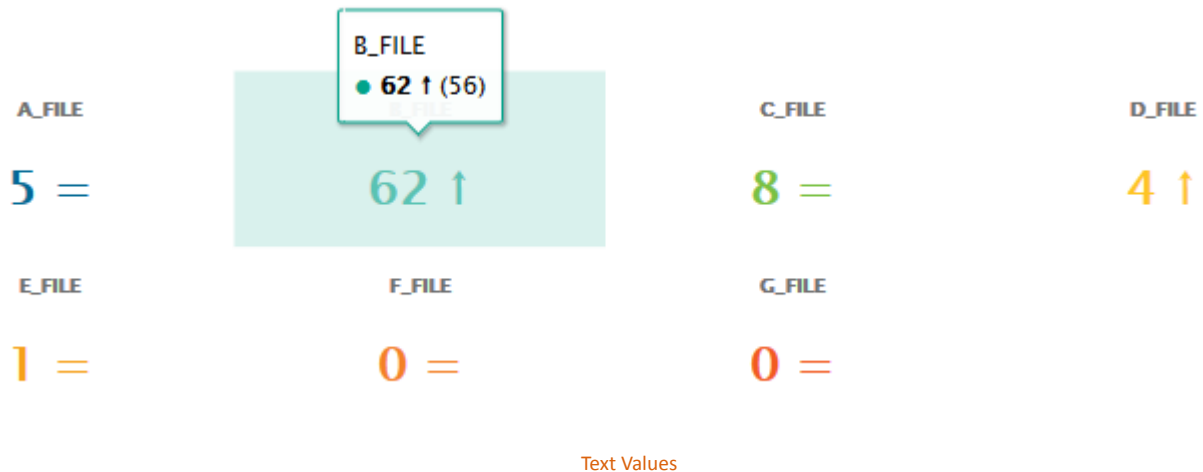 B_FILE
● 62 ↑ (56)
A_FILE
C_FILE
D_FILE
5 =
62 ↑
8 =
4 ↑
E_FILE
F_FILE
G_FILE
1 =
0 =
0 =
Text Values